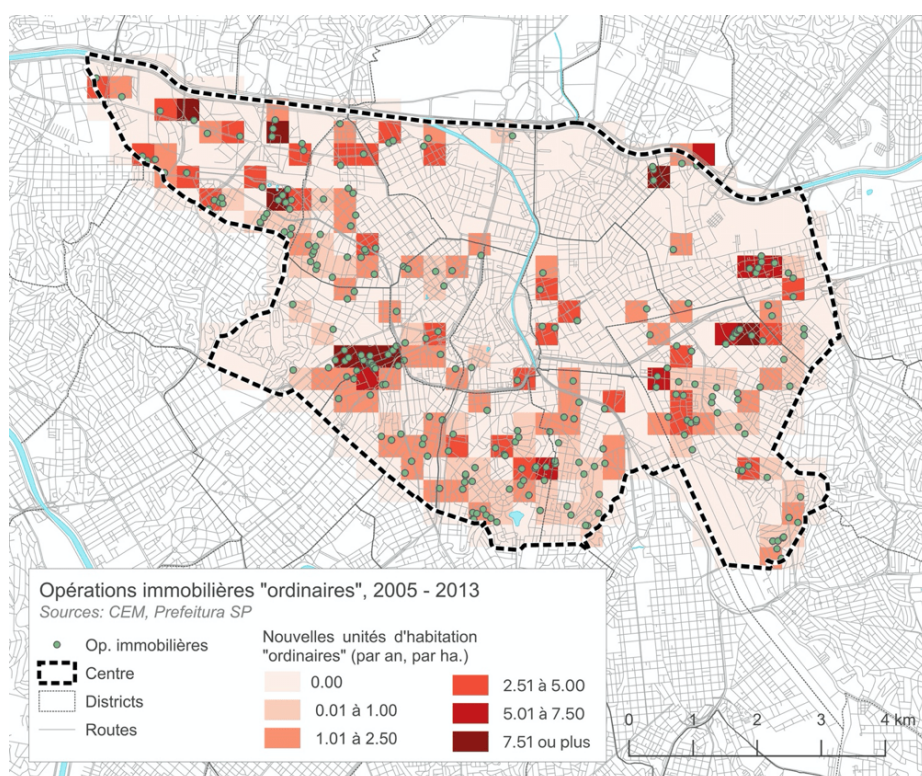 Opérations immobilières "ordinaires", 2005 - 2013
Sources: CEM, Prefeitura SP
Op. immobilières
Centre
Districts
Routes
Nouvelles unités d'habitation
"ordinaires" (par an, par ha.)
0.00
0.01 à 1.00
1.01 à 2.50
2.51 à 5.00
5.01 à 7.50
7.51 ou plus
0 1 2 3 4 km